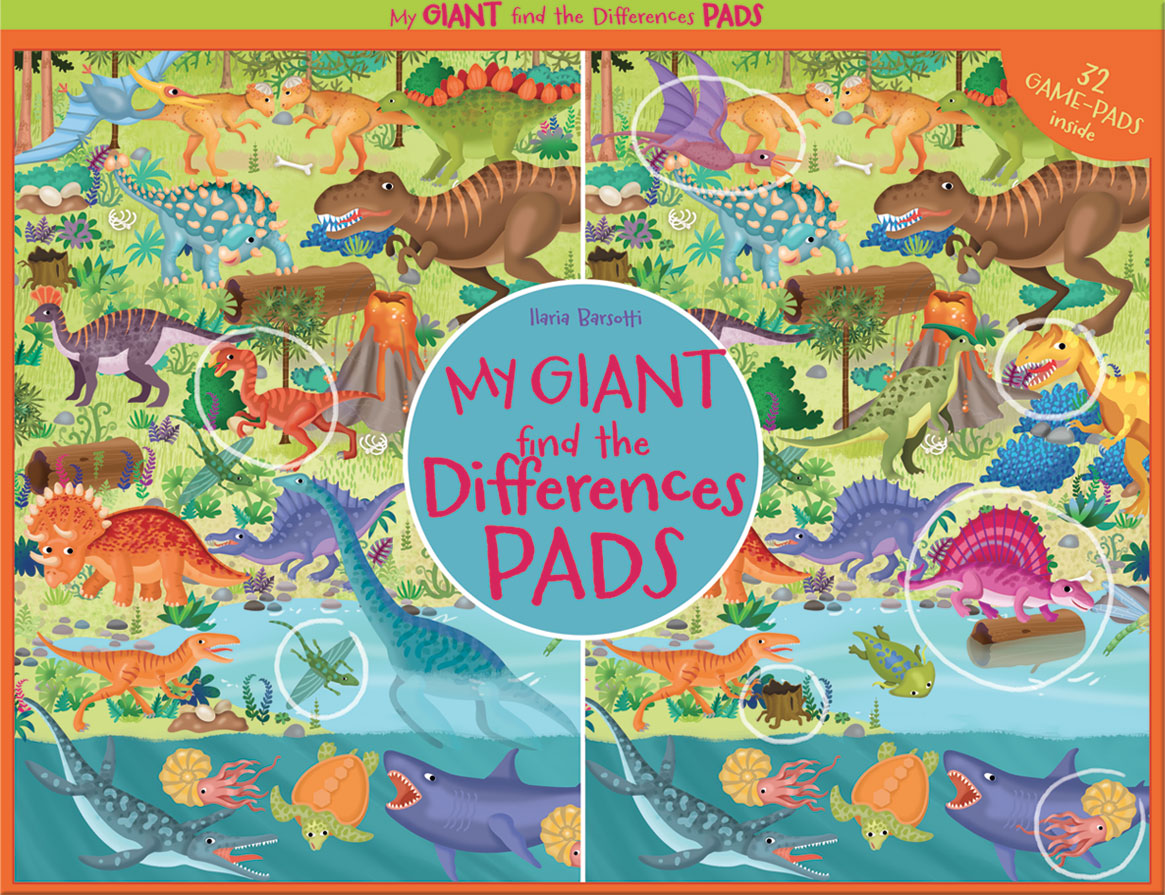 My GIANT find the Differences PADS
32
GAME-PADS
inside
Ilaria Barsotti
My GIANT
find the
Differences
PADS